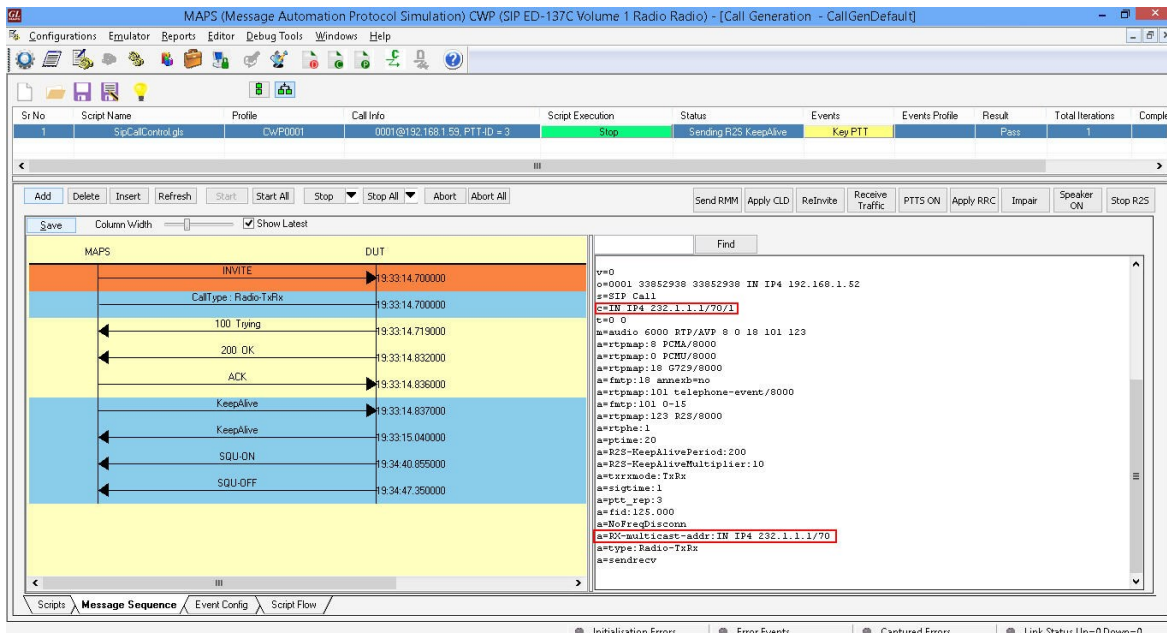 GL
MAPS (Message Automation Protocol Simulation) CWP (SIP ED-137C Volume 1 Radio Radio) - [Call Generation - CallGenDefault]
Configurations Emulator Reports Editor Debug Tools Windows Help
Sr No Script Name Profile Call Info Script Execution Status Events Events Profile Result Total Iterations Comple
1 SipCallControl.gls CWP0001 0001@192.168.1.59, PTT-ID = 3 Stop Sending R2S KeepAlive Key PTT Pass 1
Add Delete Insert Refresh Start Start All Stop Stop All Abort Abort All Send RMM Apply CLD ReInvite Receive Traffic PTTS ON Apply RRC Impair Speaker ON Stop R2S
Save Column Width Show Latest
Find
MAPS DUT
INVITE 19:33:14.700000
CallType : Radio-TxRx 19:33:14.700000
100 Trying 19:33:14.719000
200 OK 19:33:14.832000
ACK 19:33:14.836000
KeepAlive 19:33:14.837000
KeepAlive 19:33:15.040000
SQU-ON 19:34:40.855000
SQU-OFF 19:34:47.350000
v=0
o=0001 33852938 33852938 IN IP4 192.168.1.52
s=SIP Call
c=IN IP4 232.1.1.1/70/1
t=0 0
m=audio 6000 RTP/AVP 8 0 18 101 123
a=rtpmap:8 PCMA/8000
a=rtpmap:0 PCMU/8000
a=rtpmap:18 G729/8000
a=fmtp:18 annexb=no
a=rtpmap:101 telephone-event/8000
a=fmtp:101 0-15
a=rtpmap:123 R2S/8000
a=rtphe:1
a=ptime:20
a=R2S-KeepAlivePeriod:200
a=R2S-KeepAliveMultiplier:10
a=txrxmode:TxRx
a=sigtime:1
a=ptt_rep:3
a=fid:125.000
a=NoFreqDisconn
a=RX-multicast-addr:IN IP4 232.1.1.1/70
a=type:Radio-TxRx
a=sendrecv
Scripts Message Sequence Event Config Script Flow
Initialisation Errors Error Events Captured Errors Link Status Up=0 Down=0